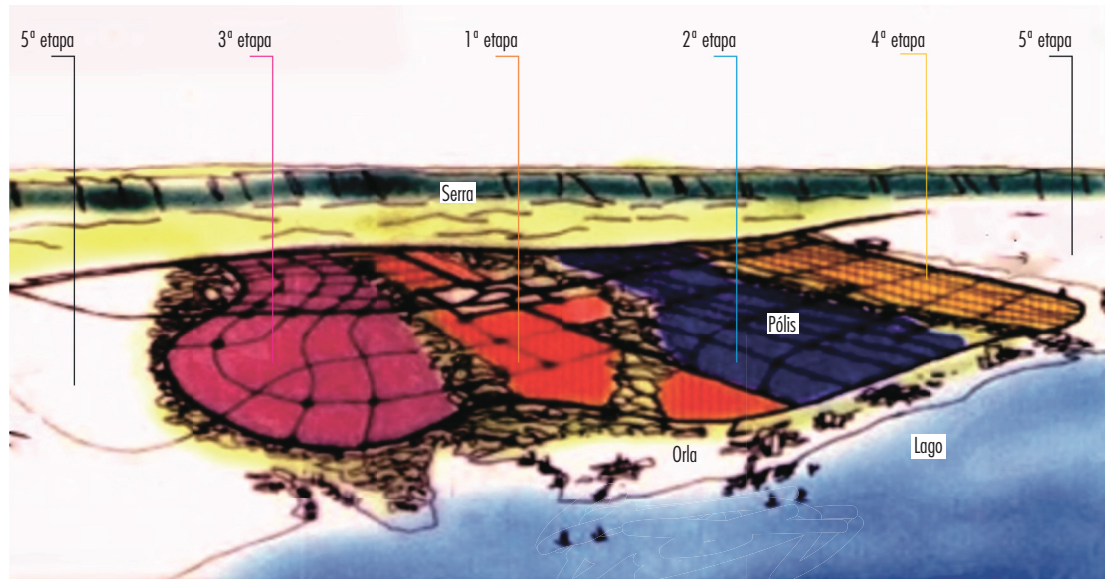 5ª etapa
3ª etapa
1ª etapa
2ª etapa
4ª etapa
5ª etapa
Serra
Pólis
Orla
Lago